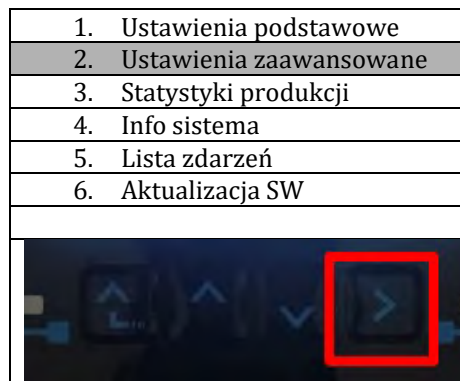 1. Ustawienia podstawowe
2. Ustawienia zaawansowane
3. Statystyki produkcji
4. Info sistema
5. Lista zdarzeń
6. Aktualizacja SW